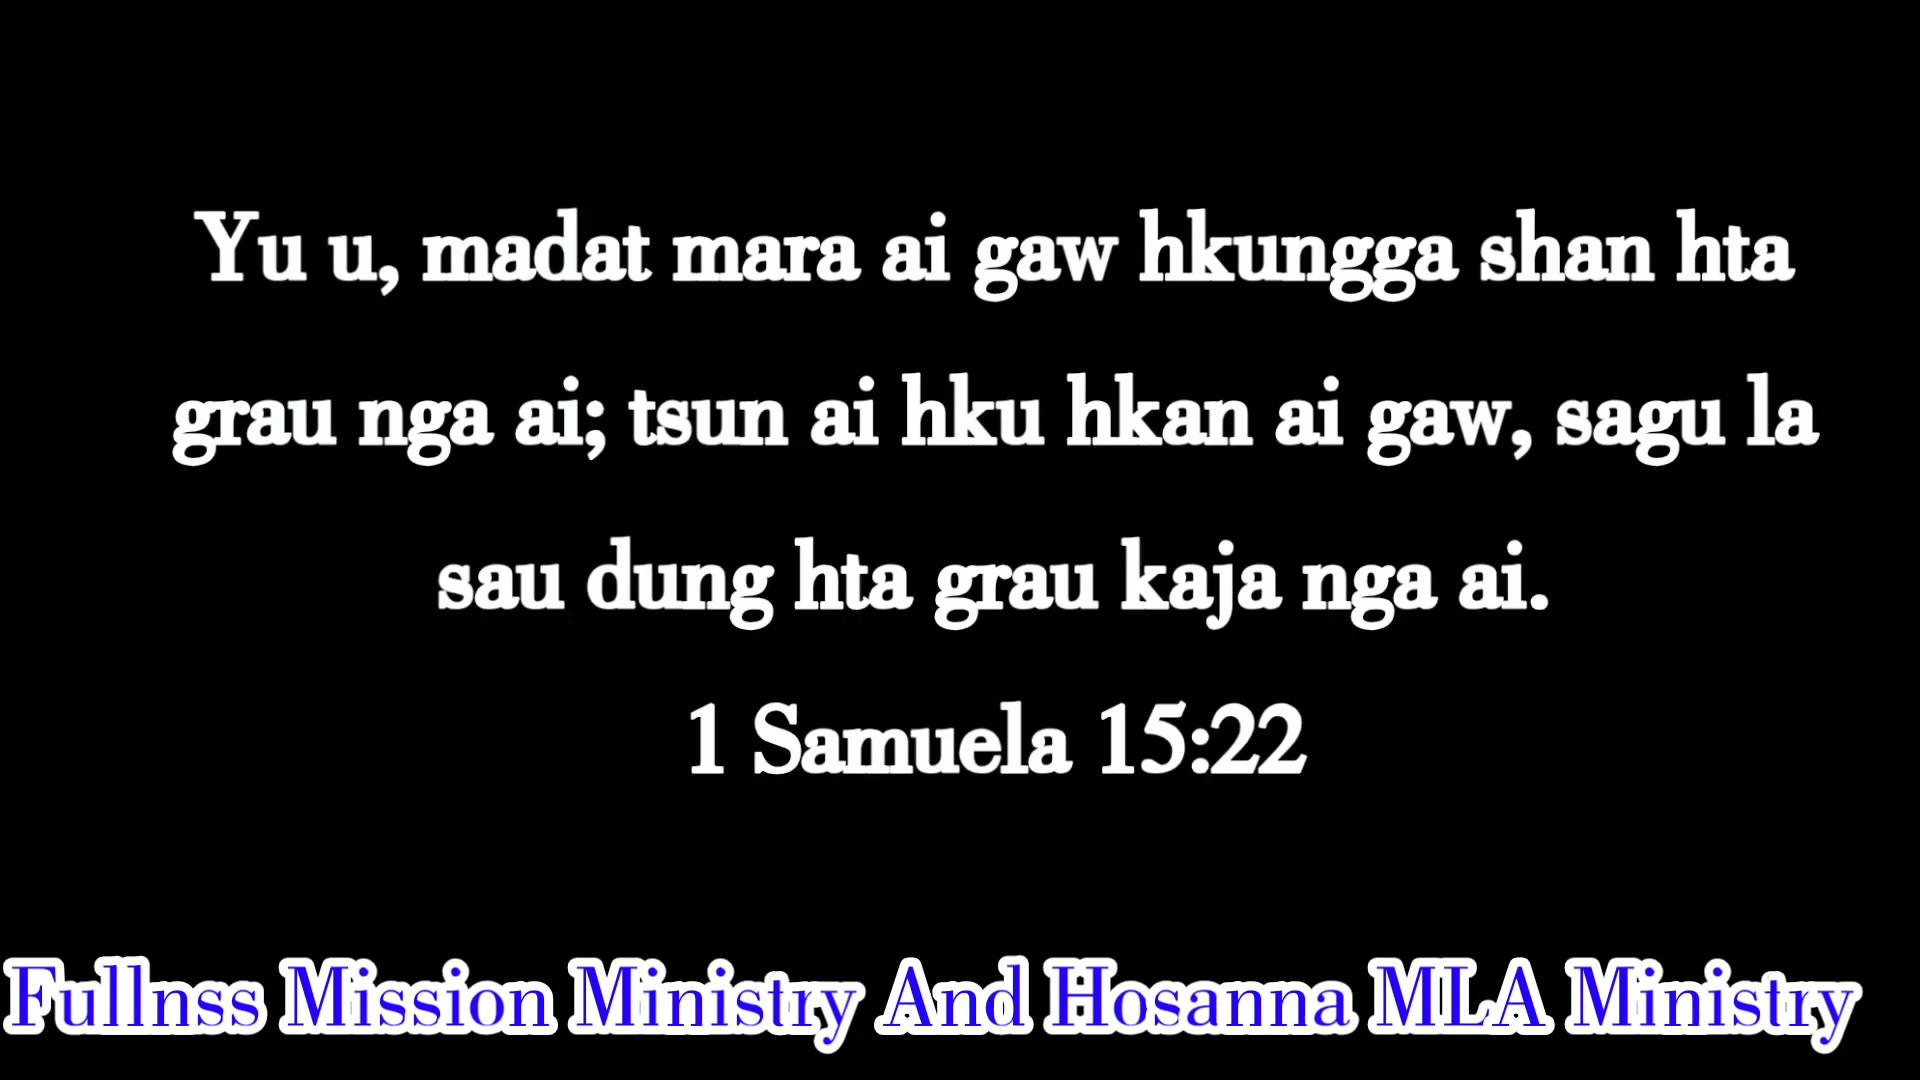 Yu u, madat mara ai gaw hkungga shan hta
grau nga ai; tsun ai hku hkan ai gaw, sagu la
sau dung hta grau kaja nga ai.
1 Samuela 15:22
Fullnss Mission Ministry And Hosanna MLA Ministry